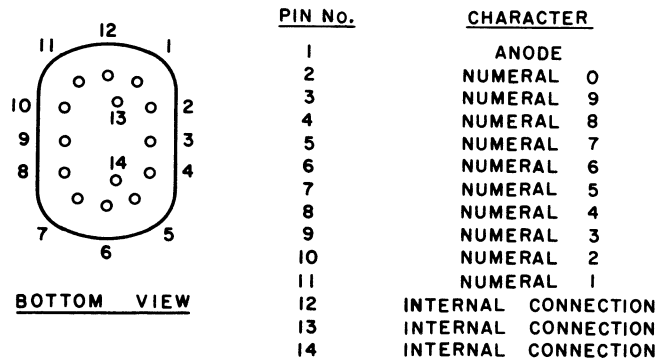 12
11 1
10 2
13
9 3
14
8 4
7 5
6
BOTTOM VIEW
PIN No. CHARACTER
1 ANODE
2 NUMERAL 0
3 NUMERAL 9
4 NUMERAL 8
5 NUMERAL 7
6 NUMERAL 6
7 NUMERAL 5
8 NUMERAL 4
9 NUMERAL 3
10 NUMERAL 2
11 NUMERAL 1
12 INTERNAL CONNECTION
13 INTERNAL CONNECTION
14 INTERNAL CONNECTION